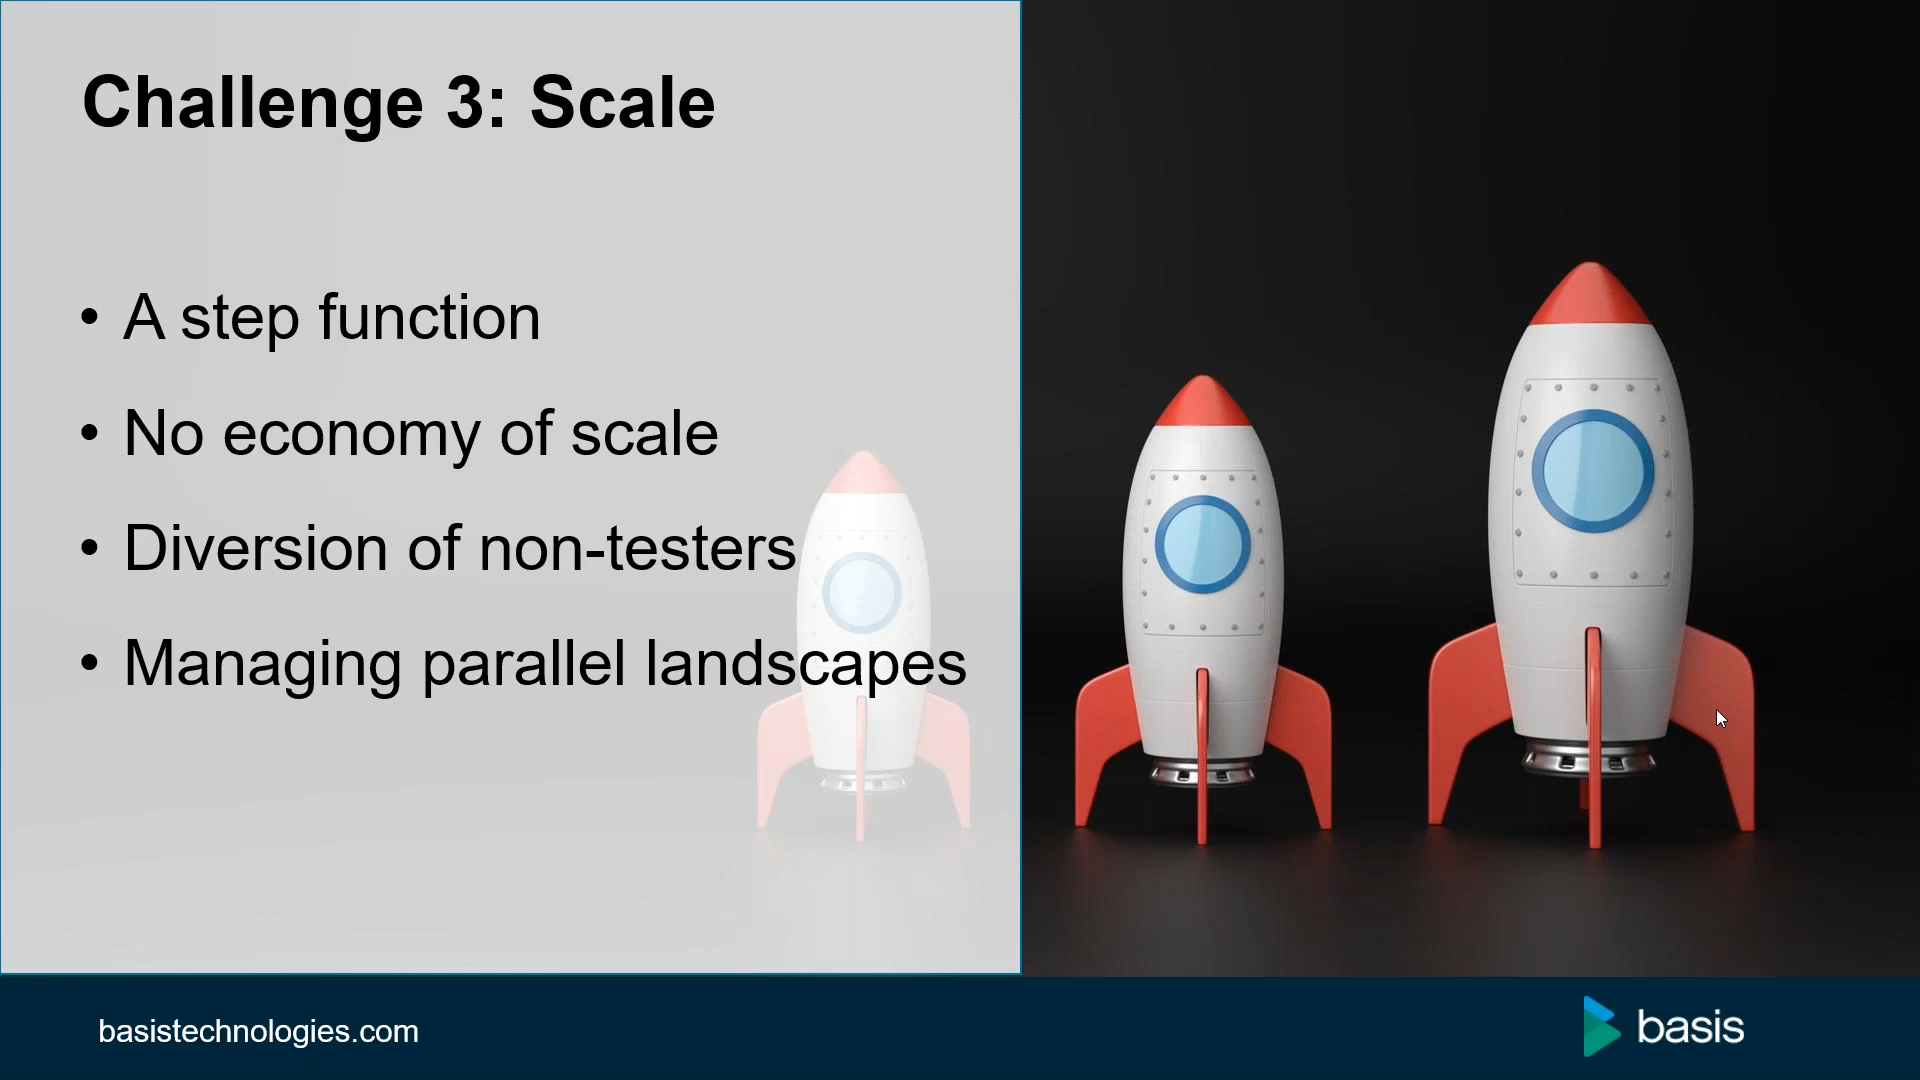 Challenge 3: Scale
• A step function
• No economy of scale
• Diversion of non-testers
• Managing parallel landscapes
basistechnologies.com
basis